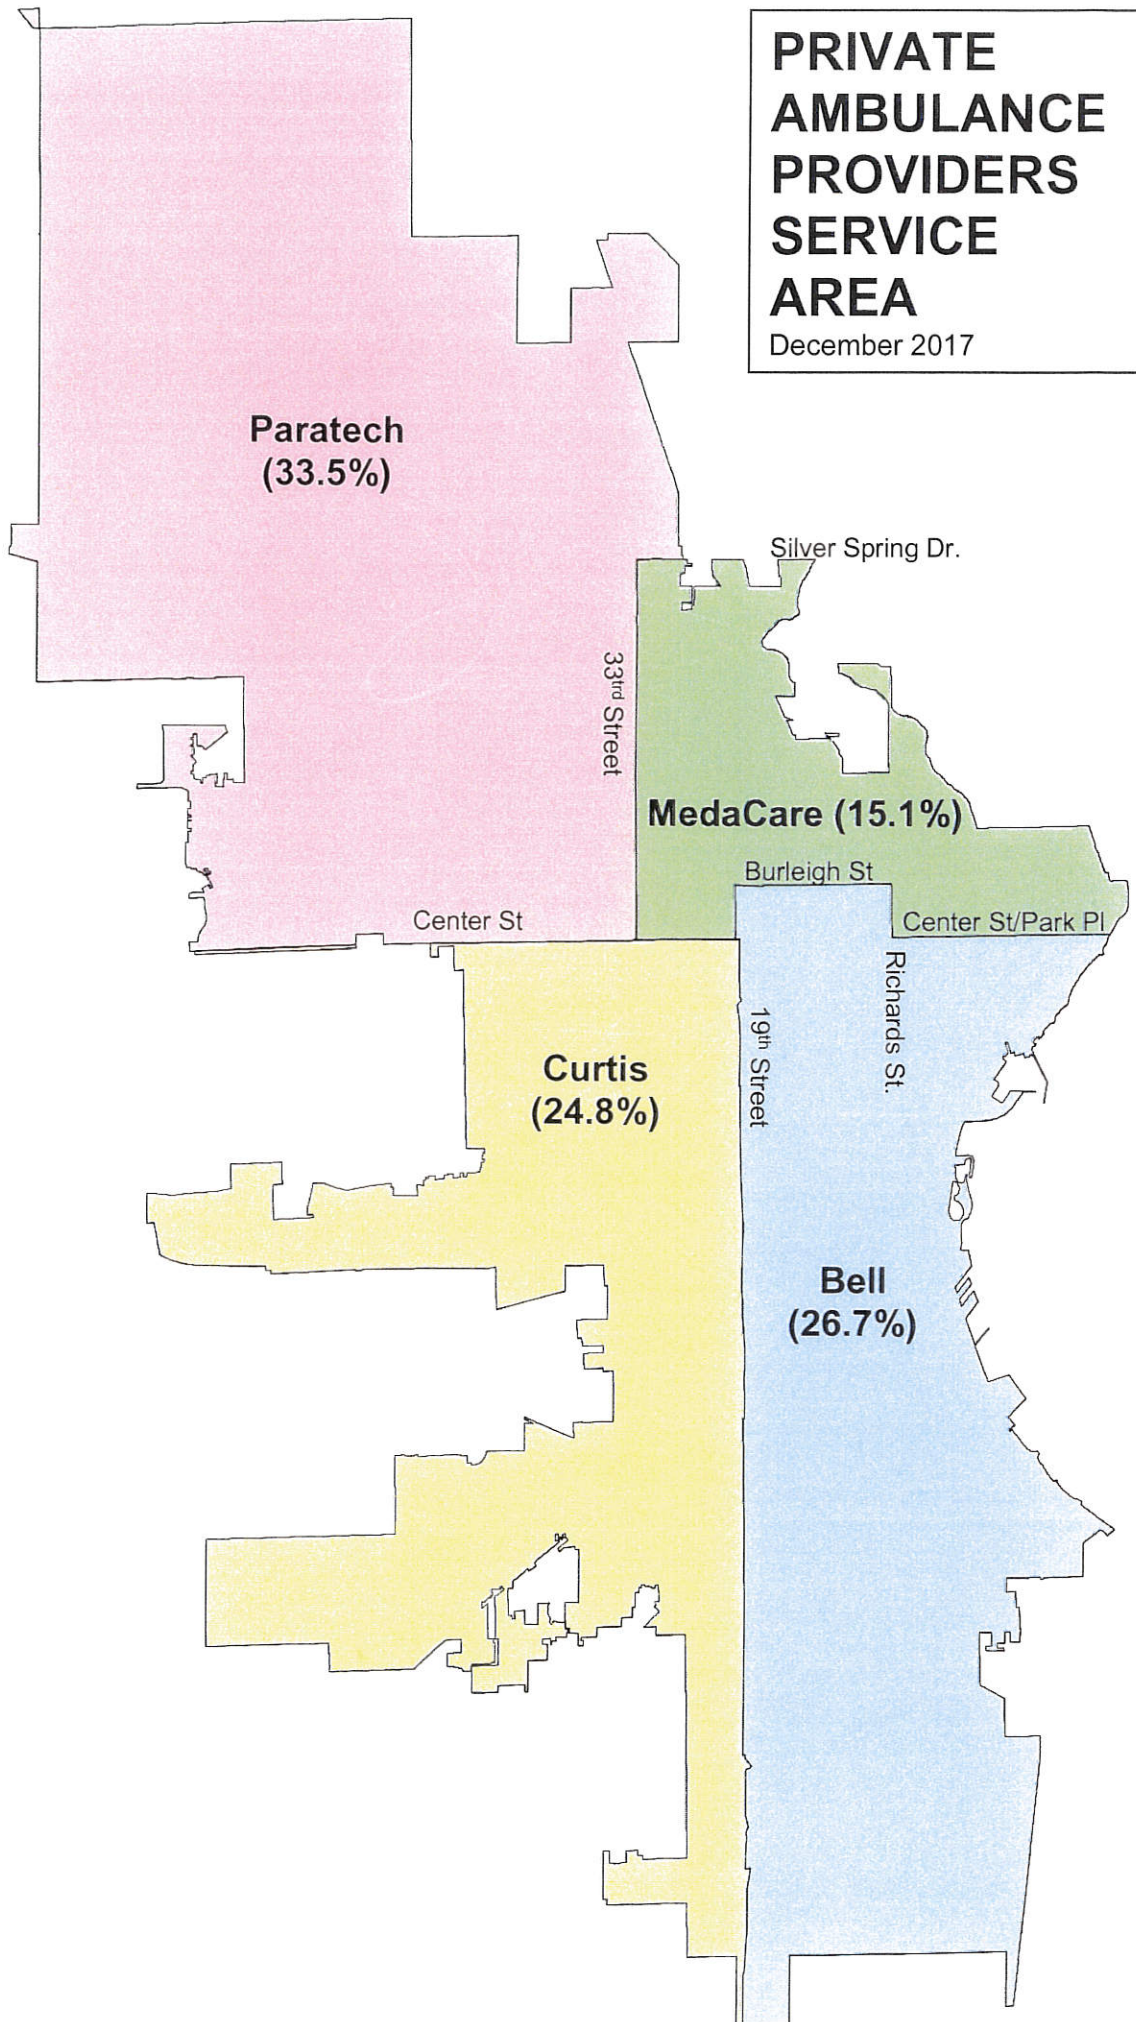 PRIVATE
AMBULANCE
PROVIDERS
SERVICE
AREA
December 2017
Paratech
(33.5%)
Silver Spring Dr.
33trd Street
MedaCare (15.1%)
Burleigh St
Center St
Center St/Park Pl
Richards St.
19th Street
Curtis
(24.8%)
Bell
(26.7%)